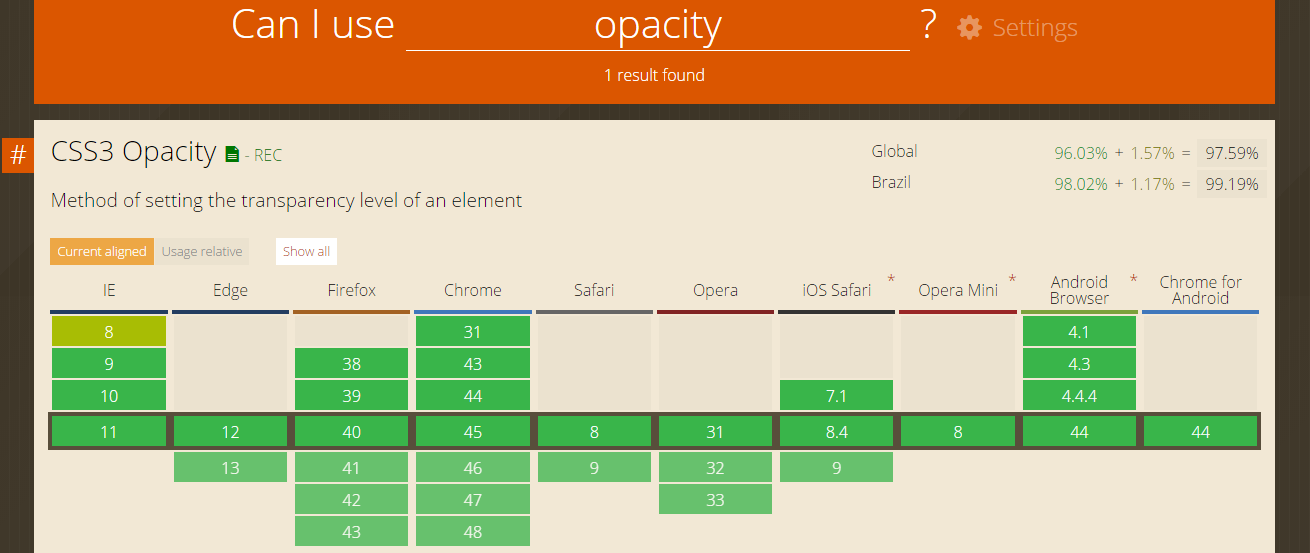 Can I use opacity ? Settings
1 result found
#
CSS3 Opacity - REC
Global 96.03% + 1.57% = 97.59%
Brazil 98.02% + 1.17% = 99.19%
Method of setting the transparency level of an element
Current aligned Usage relative Show all
IE Edge Firefox Chrome Safari Opera iOS Safari * Opera Mini * Android Browser * Chrome for Android
8 31 4.1
9 38 43 4.3
10 39 44 7.1 4.4.4
11 12 40 45 8 31 8.4 8 44 44
13 41 46 9 32 9
42 47 33
43 48